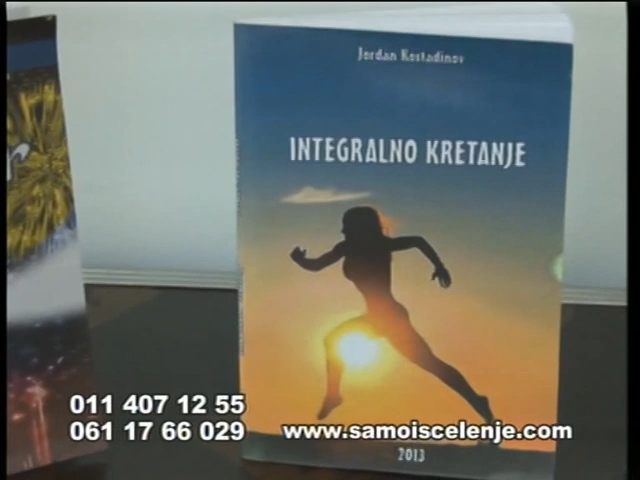 Jordan Kostadinov
INTEGRALNO KRETANJE
2013
011 407 12 55
061 17 66 029
www.samoiscelenje.com